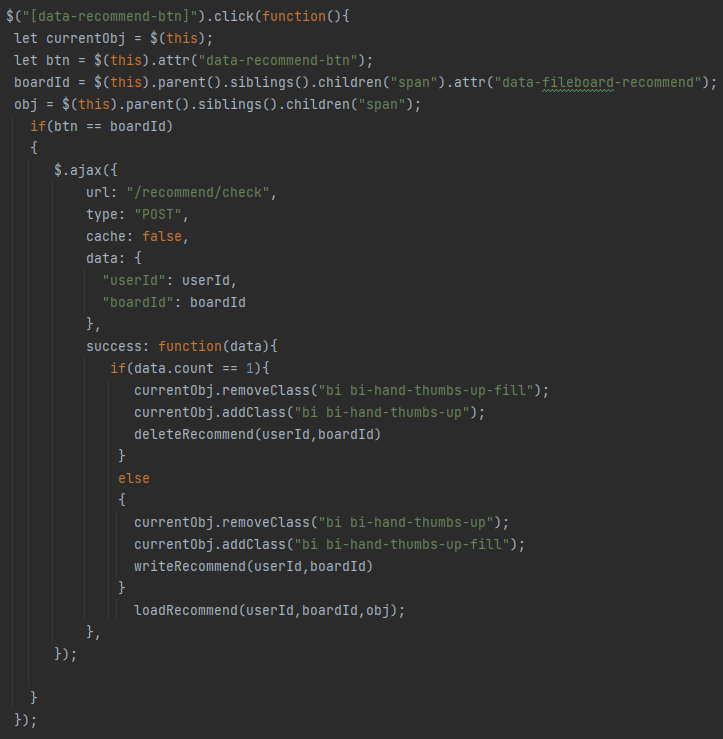 $("[data-recommend-btn]").click(function(){
let currentObj = $(this);
let btn = $(this).attr("data-recommend-btn");
boardId = $(this).parent().siblings().children("span").attr("data-fileboard-recommend");
obj = $(this).parent().siblings().children("span");
if(btn == boardId)
{
$.ajax({
url: "/recommend/check",
type: "POST",
cache: false,
data: {
"userId": userId,
"boardId": boardId
},
success: function(data){
if(data.count == 1){
currentObj.removeClass("bi bi-hand-thumbs-up-fill");
currentObj.addClass("bi bi-hand-thumbs-up");
deleteRecommend(userId,boardId)
}
else
{
currentObj.removeClass("bi bi-hand-thumbs-up");
currentObj.addClass("bi bi-hand-thumbs-up-fill");
writeRecommend(userId,boardId)
}
loadRecommend(userId,boardId,obj);
},
});
}
});